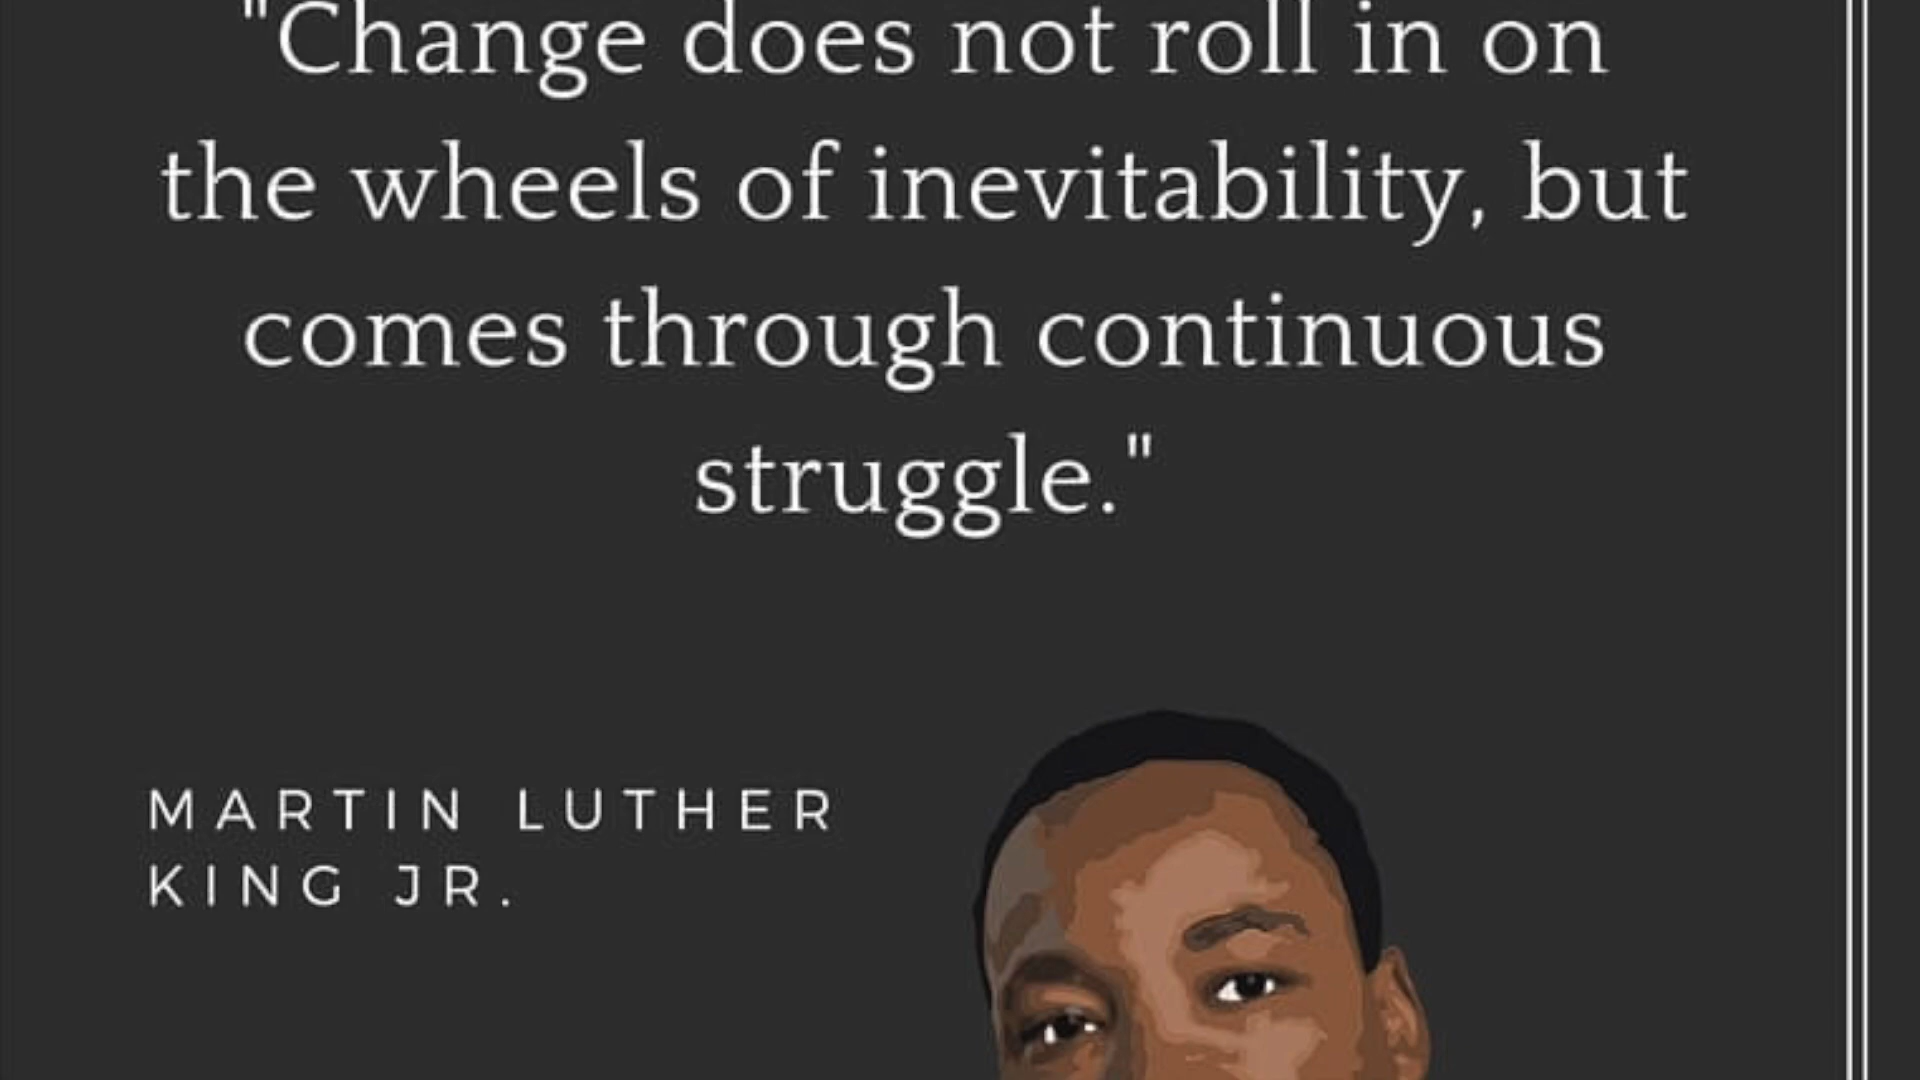 "Change does not roll in on
the wheels of inevitability, but
comes through continuous
struggle."
MARTIN LUTHER
KING JR.